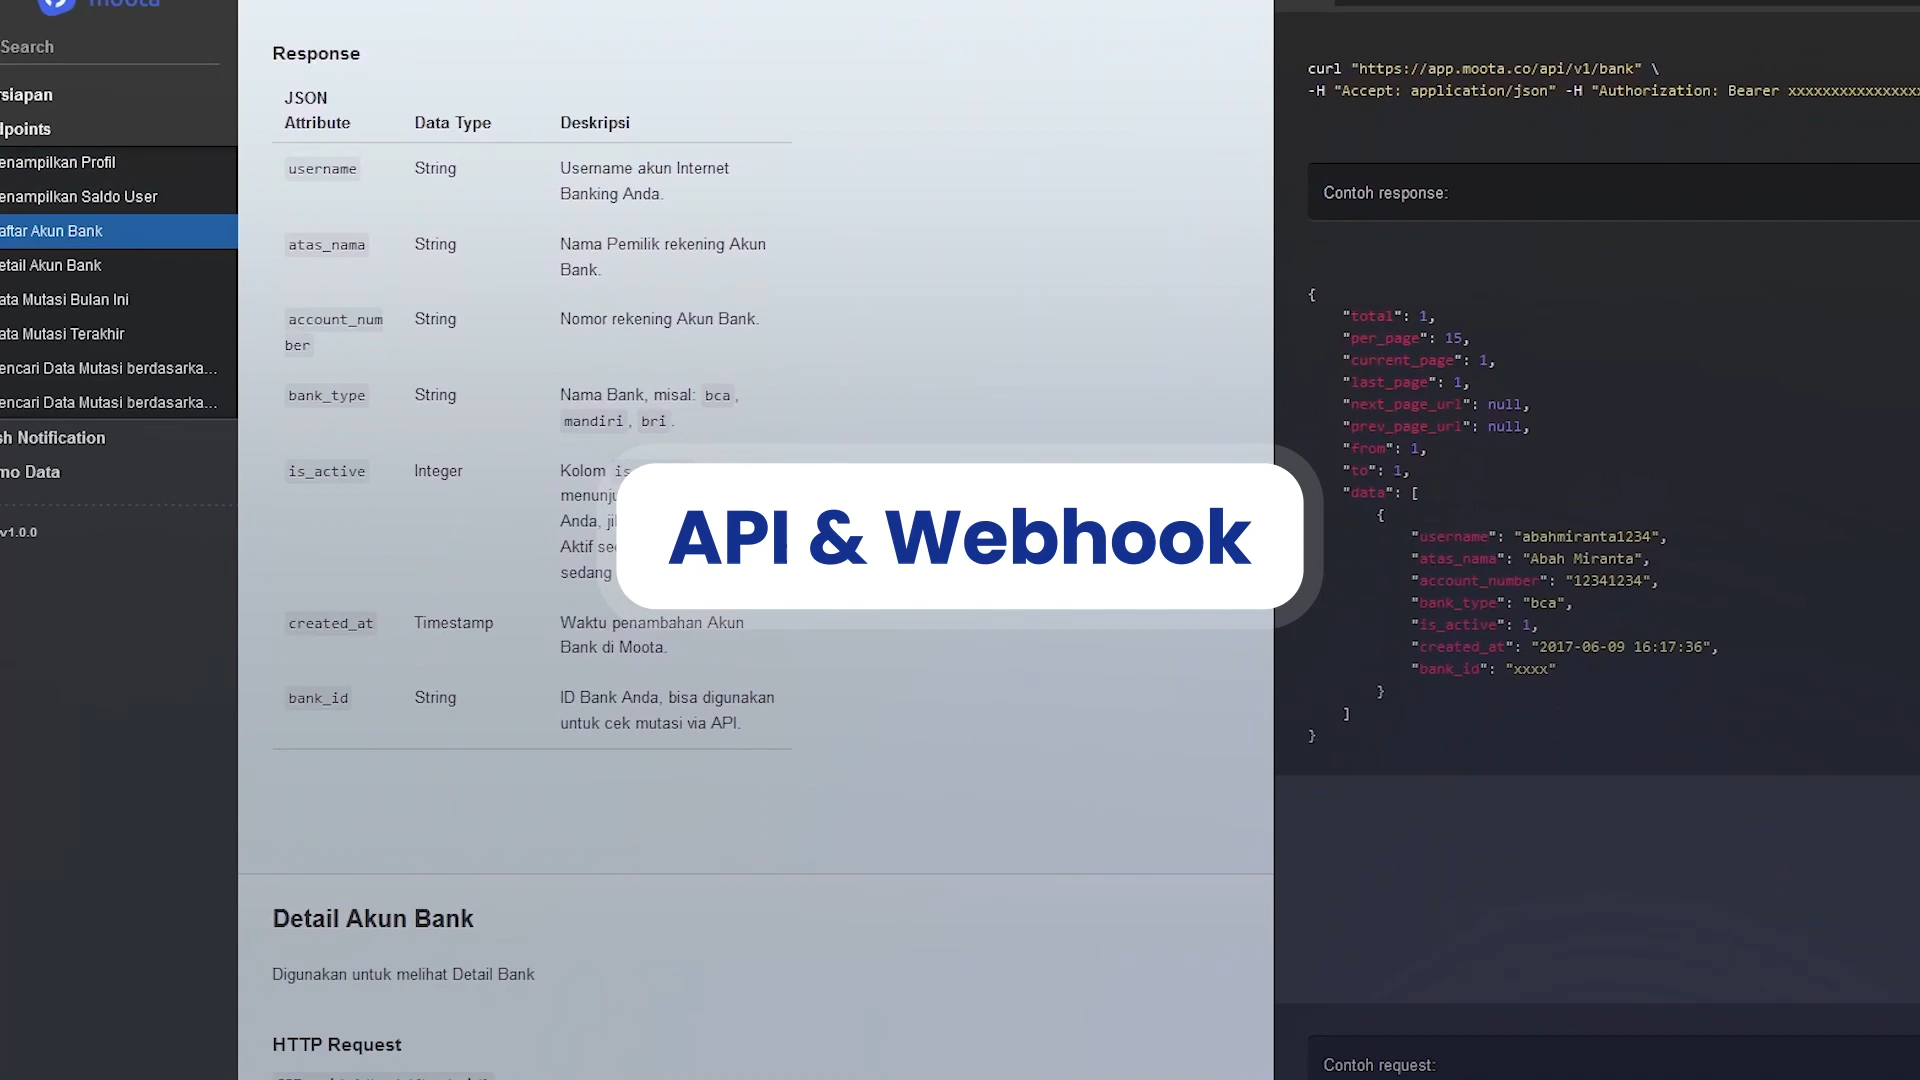 moota
Search
rsiapan
dpoints
enampilkan Profil
enampilkan Saldo User
aftar Akun Bank
etail Akun Bank
ata Mutasi Bulan Ini
ata Mutasi Terakhir
encari Data Mutasi berdasarka...
encari Data Mutasi berdasarka...
sh Notification
mo Data
v1.0.0
Response
JSON
Attribute Data Type Deskripsi
username String Username akun Internet
Banking Anda.
atas_nama String Nama Pemilik rekening Akun
Bank.
account_num String Nomor rekening Akun Bank.
ber
bank_type String Nama Bank, misal: bca,
mandiri, bri.
is_active Integer Kolom is
menunju
Anda, ji
Aktif se
sedang
created_at Timestamp Waktu penambahan Akun
Bank di Moota.
bank_id String ID Bank Anda, bisa digunakan
untuk cek mutasi via API.
API & Webhook
Detail Akun Bank
Digunakan untuk melihat Detail Bank
HTTP Request
curl "https://app.moota.co/api/v1/bank" \
-H "Accept: application/json" -H "Authorization: Bearer xxxxxxxxxxxxxxxx
Contoh response:
{
"total": 1,
"per_page": 15,
"current_page": 1,
"last_page": 1,
"next_page_url": null,
"prev_page_url": null,
"from": 1,
"to": 1,
"data": [
{
"username": "abahmiranta1234",
"atas_nama": "Abah Miranta",
"account_number": "12341234",
"bank_type": "bca",
"is_active": 1,
"created_at": "2017-06-09 16:17:36",
"bank_id": "xxxx"
}
]
}
Contoh request: